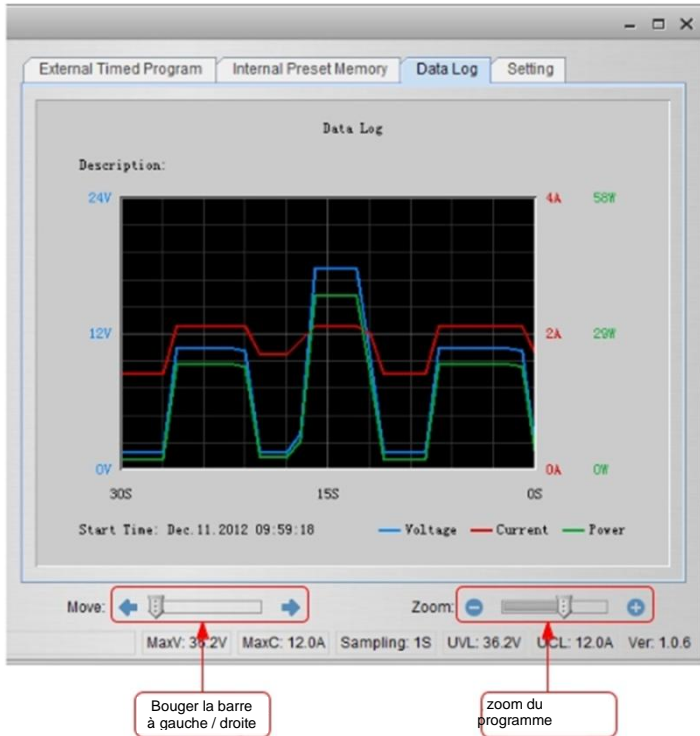 External Timed Program Internal Preset Memory Data Log Setting
Data Log
Description:
24V 4A 58W
12V 2A 29W
0V 0A 0W
30S 15S 0S
Start Time: Dec.11.2012 09:59:18 Voltage Current Power
Move: Zoom:
MaxV: 36.2V MaxC: 12.0A Sampling: 1S UVL: 36.2V UCL: 12.0A Ver: 1.0.6
Bouger la barre
à gauche / droite
zoom du
programme